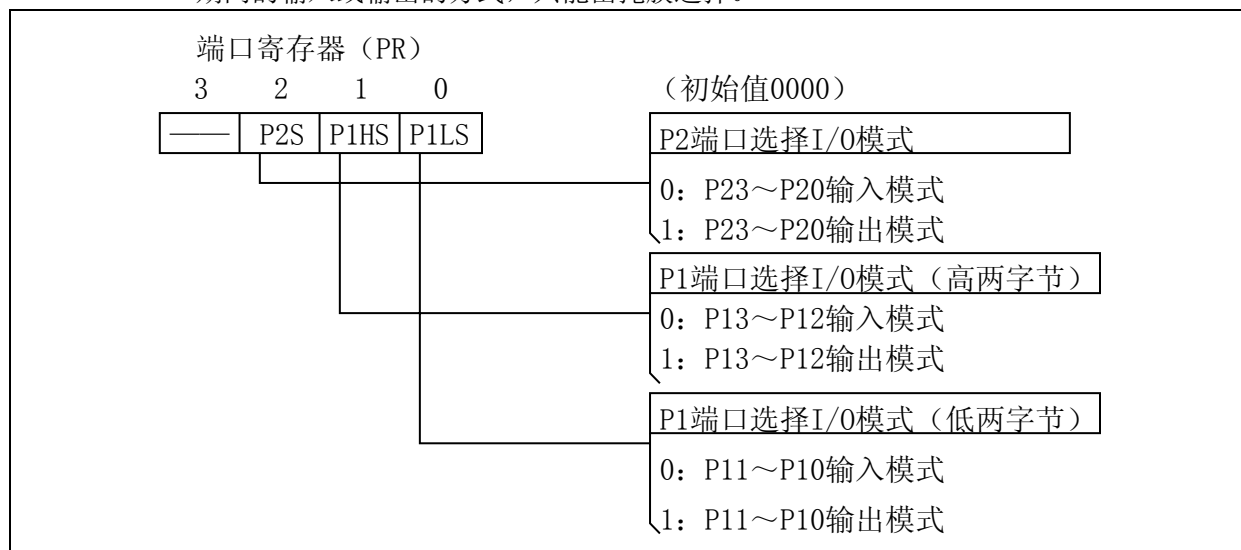 端口寄存器（PR）
3 2 1 0
（初始值0000）
—— P2S P1HS P1LS
P2端口选择I/O模式
0：P23～P20输入模式
1：P23～P20输出模式
P1端口选择I/O模式（高两字节）
0：P13～P12输入模式
1：P13～P12输出模式
P1端口选择I/O模式（低两字节）
0：P11～P10输入模式
1：P11～P10输出模式